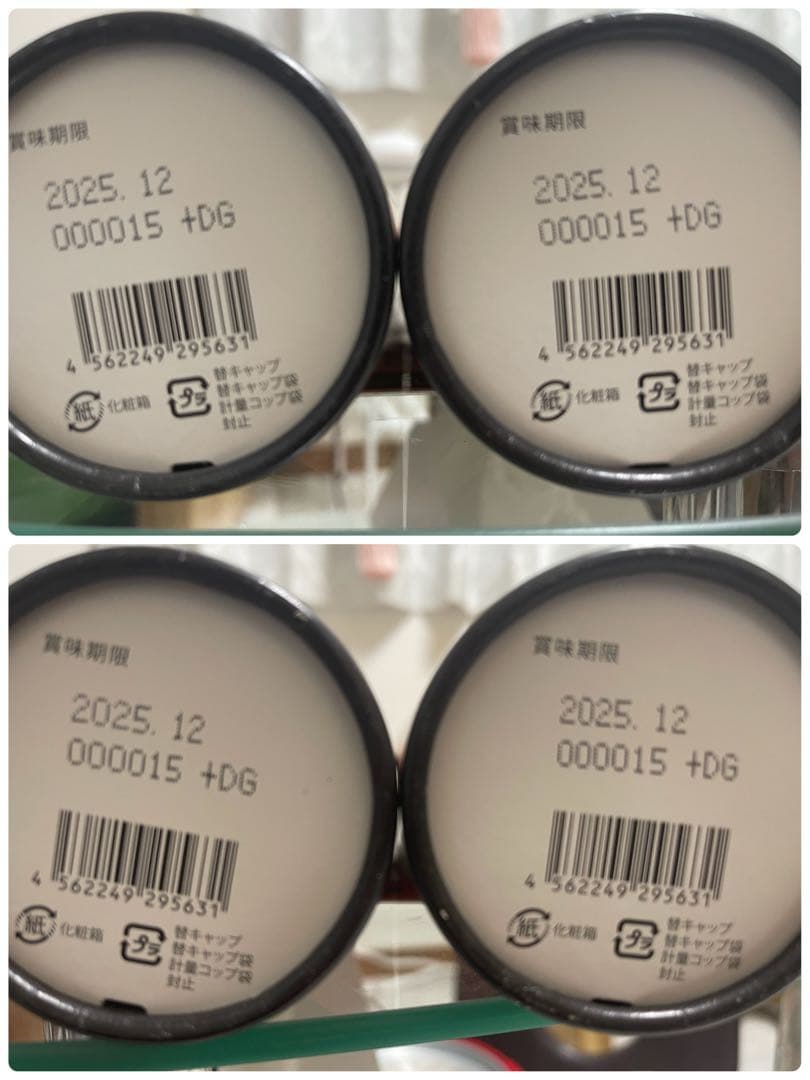 賞味期限
2025. 12
000015 +DG
4 562249 295631
紙 化粧箱
プラ
替キャップ
替キャップ袋
計量コップ袋
封止
賞味期限
2025. 12
000015 +DG
4 562249 295631
紙 化粧箱
プラ
替キャップ
替キャップ袋
計量コップ袋
封止
賞味期限
2025. 12
000015 +DG
4 562249 295631
紙 化粧箱
プラ
替キャップ
替キャップ袋
計量コップ袋
封止
賞味期限
2025. 12
000015 +DG
4 562249 295631
紙 化粧箱
プラ
替キャップ
替キャップ袋
計量コップ袋
封止